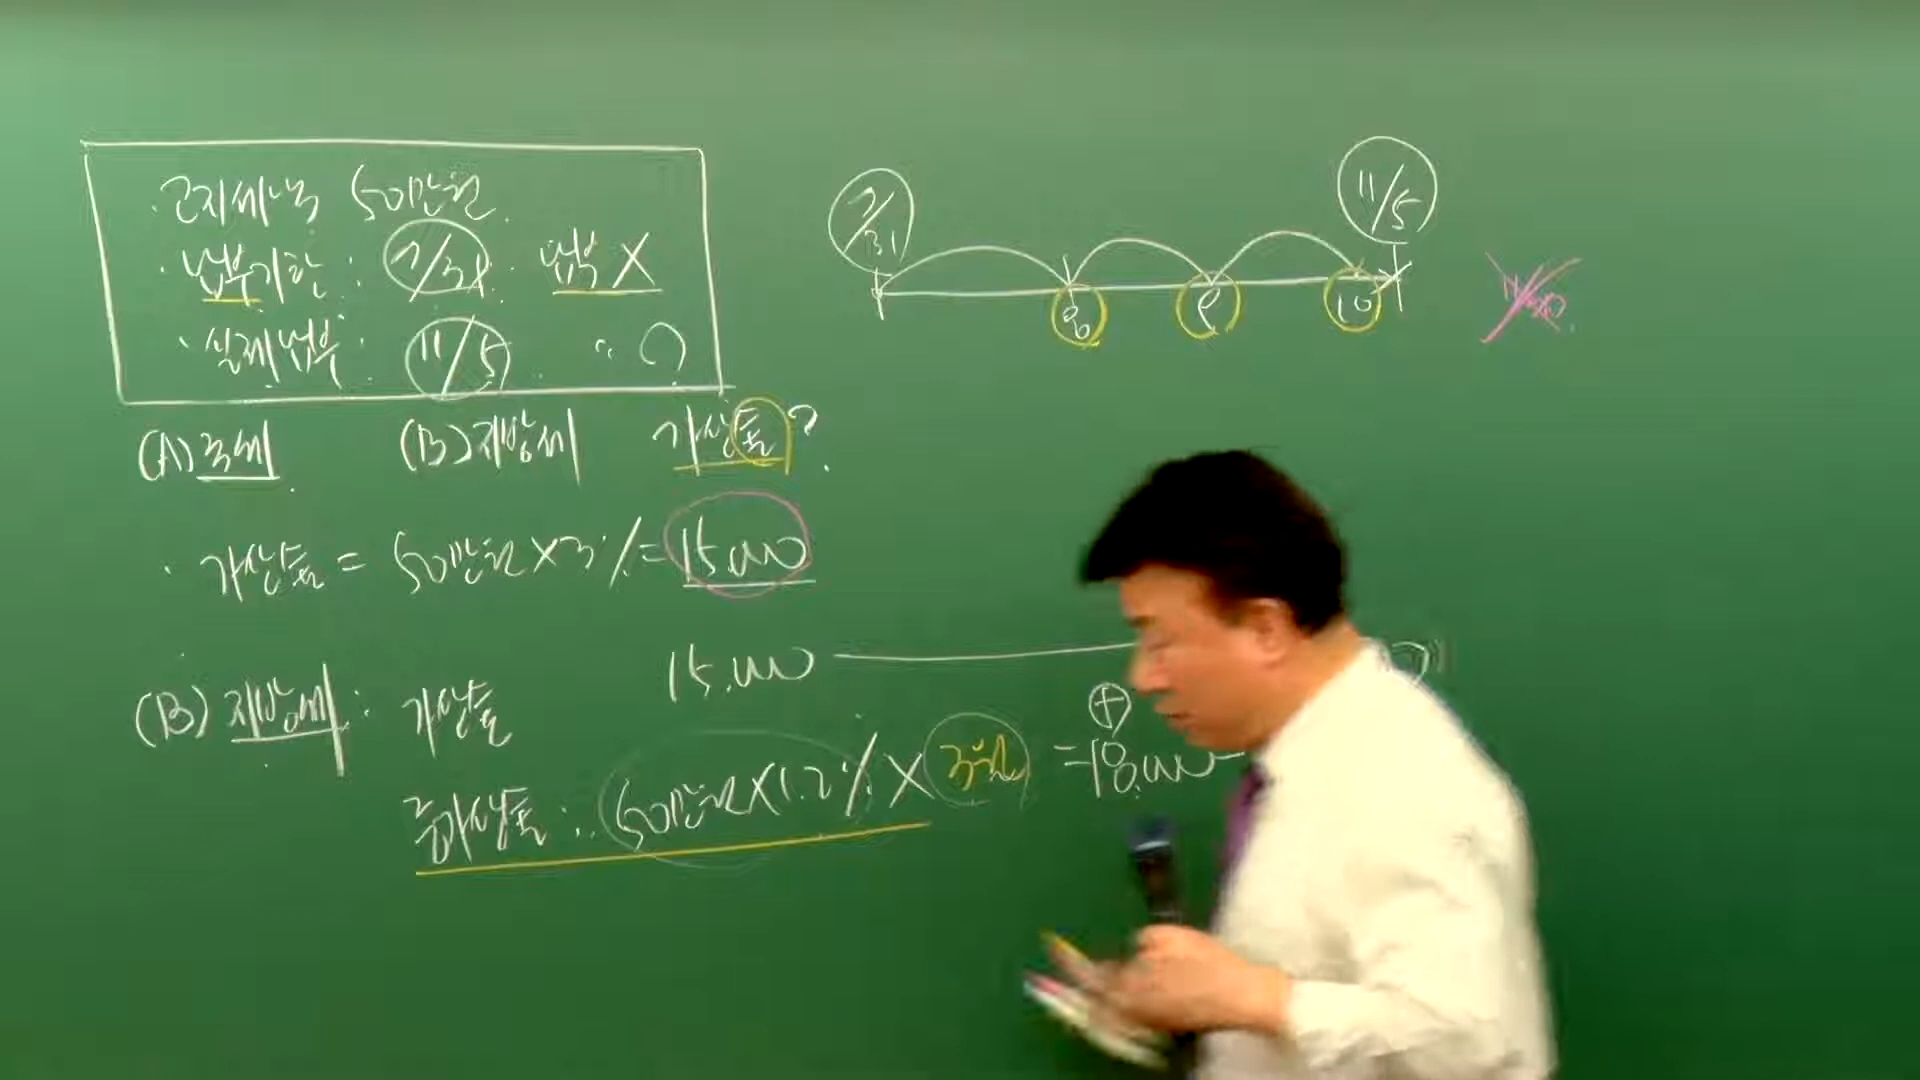 · 고지세액 50만원.
· 납부기한 : 7/31. 납부 X
· 실제납부 : 11/5. ?
(A) 국세. (B) 지방세 가산금?
· 가산금 = 50만원 X 3% = 15,000
(B) 지방세 : 가산금 15,000
중가산금 : 50만원 X 1.2% X 3월 = 18,000
7/31
11/5
8
9
10
⊕